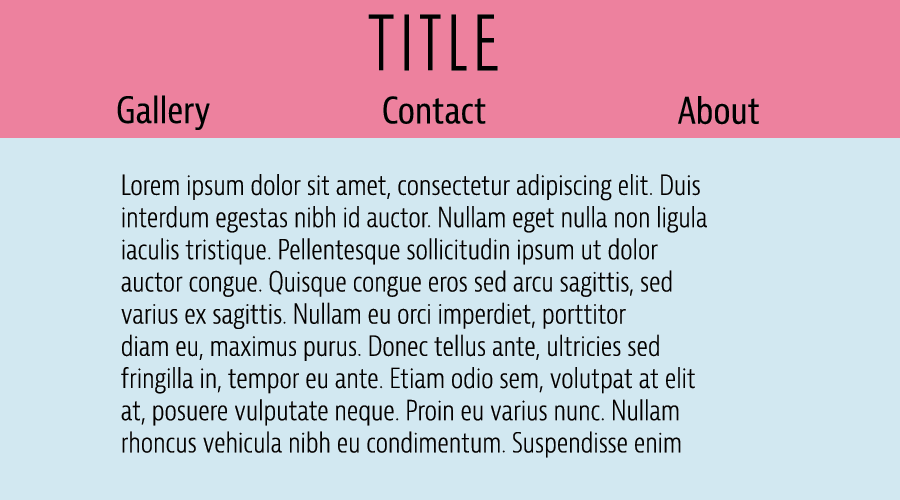 TITLE
Gallery Contact About
Lorem ipsum dolor sit amet, consectetur adipiscing elit. Duis
interdum egestas nibh id auctor. Nullam eget nulla non ligula
iaculis tristique. Pellentesque sollicitudin ipsum ut dolor
auctor congue. Quisque congue eros sed arcu sagittis, sed
varius ex sagittis. Nullam eu orci imperdiet, porttitor
diam eu, maximus purus. Donec tellus ante, ultricies sed
fringilla in, tempor eu ante. Etiam odio sem, volutpat at elit
at, posuere vulputate neque. Proin eu varius nunc. Nullam
rhoncus vehicula nibh eu condimentum. Suspendisse enim